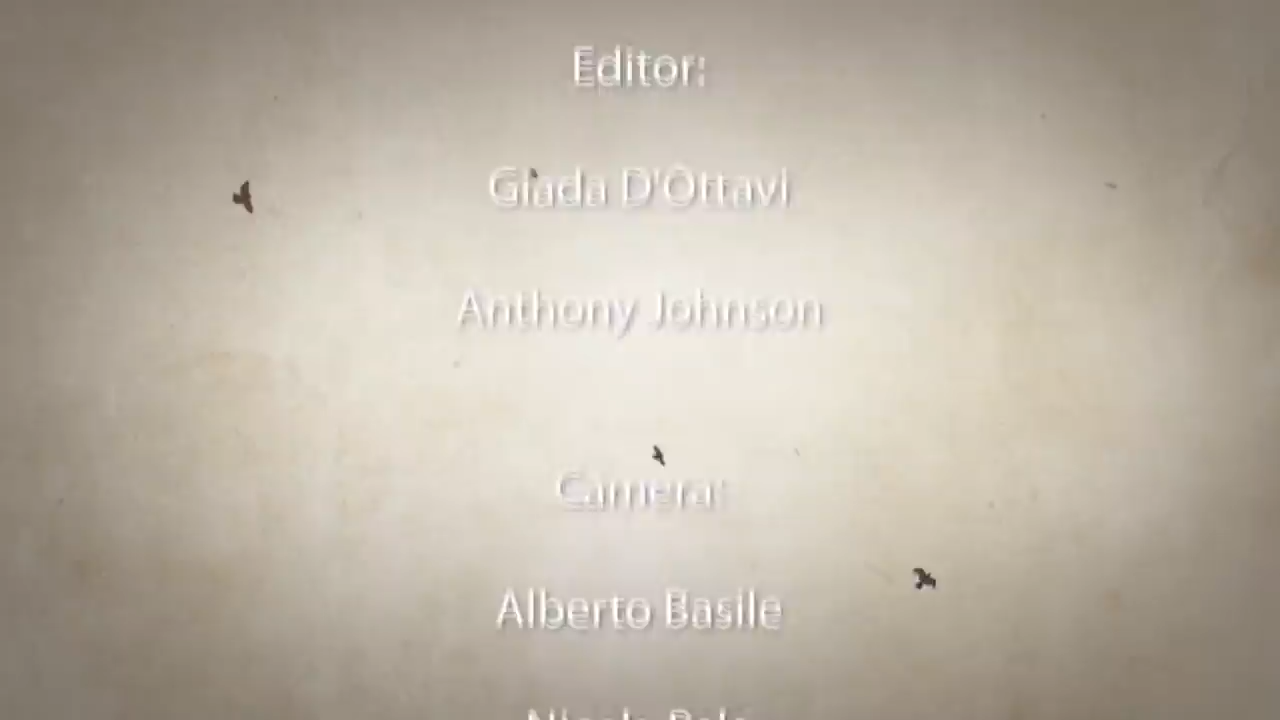 Editor:
Giada D'Ottavi
Anthony Johnson
Camera:
Alberto Basile